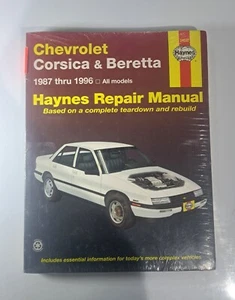 Chevrolet
Corsica & Beretta
1987 thru 1996 □ All models
Haynes Repair Manual
Based on a complete teardown and rebuild
Haynes
Includes essential information for today's more complex vehicles